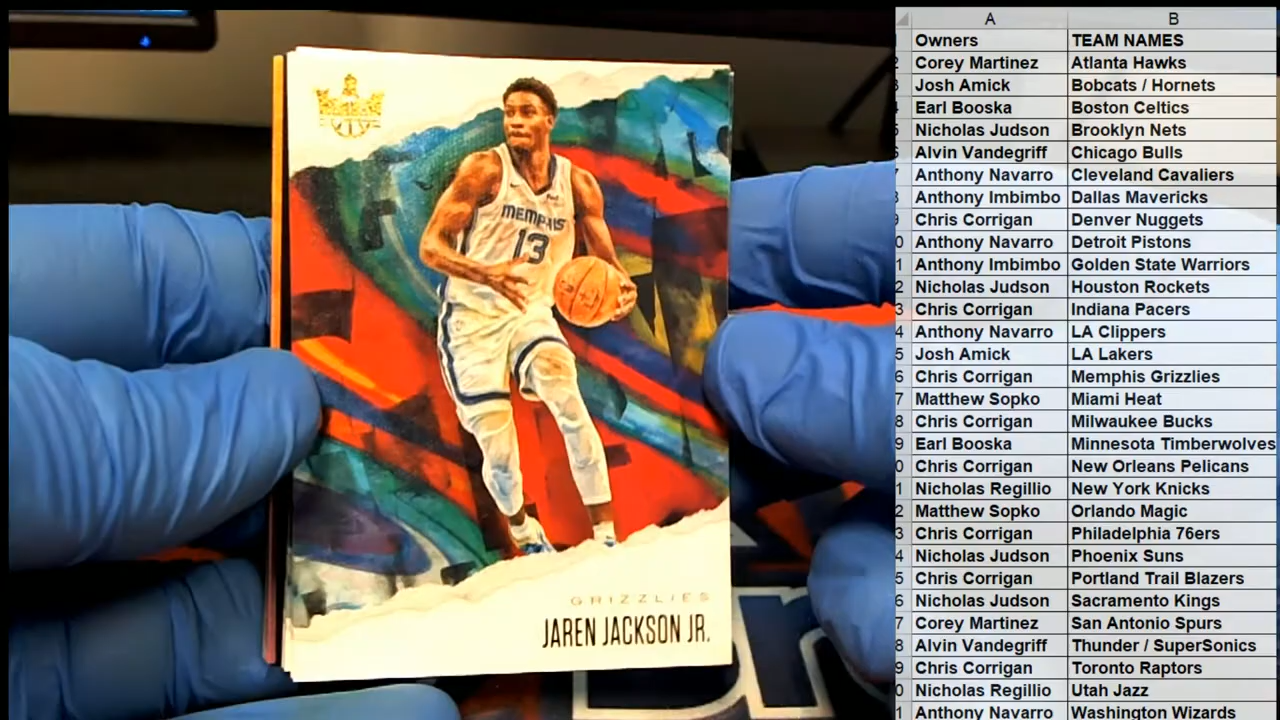 MEMPHIS
13
GRIZZLIES
JAREN JACKSON JR.
A B
Owners TEAM NAMES
Corey Martinez Atlanta Hawks
Josh Amick Bobcats / Hornets
Earl Booska Boston Celtics
Nicholas Judson Brooklyn Nets
Alvin Vandegriff Chicago Bulls
Anthony Navarro Cleveland Cavaliers
Anthony Imbimbo Dallas Mavericks
Chris Corrigan Denver Nuggets
Anthony Navarro Detroit Pistons
Anthony Imbimbo Golden State Warriors
Nicholas Judson Houston Rockets
Chris Corrigan Indiana Pacers
Anthony Navarro LA Clippers
Josh Amick LA Lakers
Chris Corrigan Memphis Grizzlies
Matthew Sopko Miami Heat
Chris Corrigan Milwaukee Bucks
Earl Booska Minnesota Timberwolves
Chris Corrigan New Orleans Pelicans
Nicholas Regillio New York Knicks
Matthew Sopko Orlando Magic
Chris Corrigan Philadelphia 76ers
Nicholas Judson Phoenix Suns
Chris Corrigan Portland Trail Blazers
Nicholas Judson Sacramento Kings
Corey Martinez San Antonio Spurs
Alvin Vandegriff Thunder / SuperSonics
Chris Corrigan Toronto Raptors
Nicholas Regillio Utah Jazz
Anthony Navarro Washington Wizards